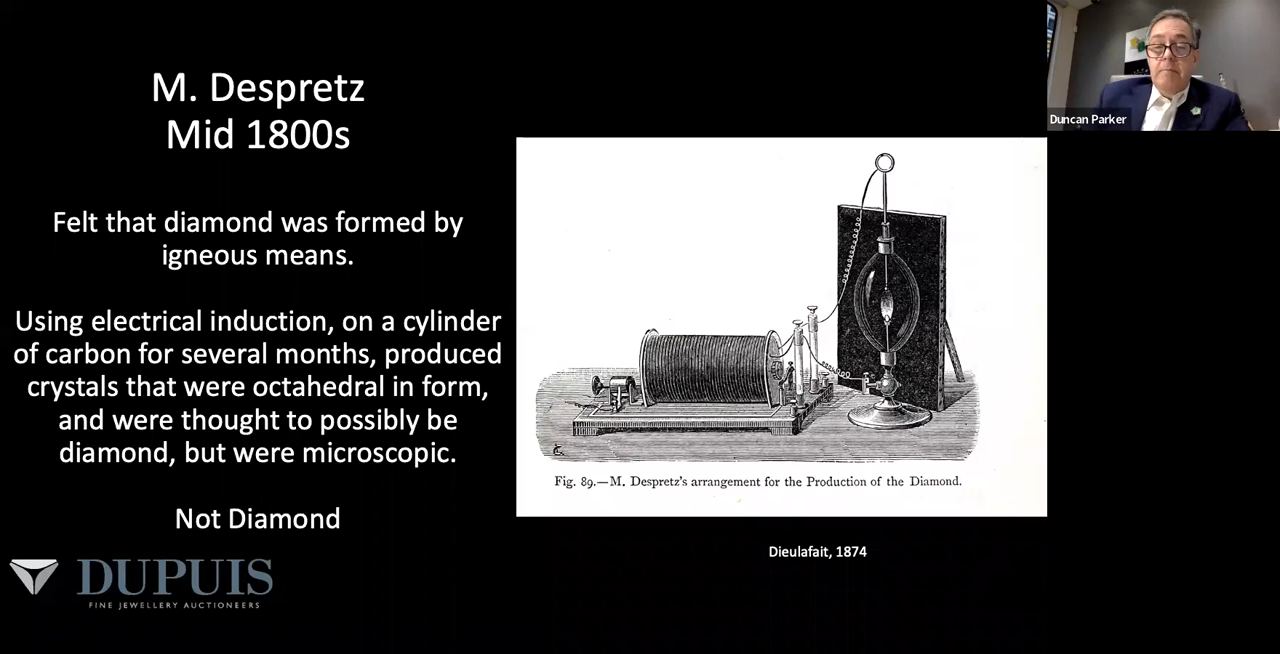 M. Despretz
Mid 1800s
Felt that diamond was formed by
igneous means.
Using electrical induction, on a cylinder
of carbon for several months, produced
crystals that were octahedral in form,
and were thought to possibly be
diamond, but were microscopic.
Not Diamond
DUPUIS
FINE JEWELLERY AUCTIONEERS
Fig. 89.—M. Despretz's arrangement for the Production of the Diamond.
Dieulafait, 1874
Duncan Parker